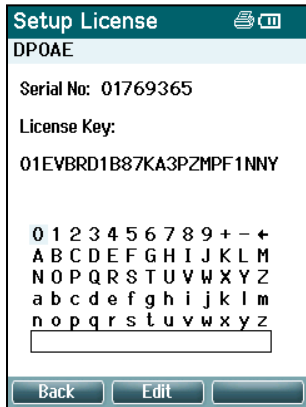 Setup License
DPOAE
Serial No: 01769365
License Key:
01EVBRD1B87KA3PZMPF1NNY
0 1 2 3 4 5 6 7 8 9 + - ←
A B C D E F G H I J K L M
N O P Q R S T U V W X Y Z
a b c d e f g h i j k l m
n o p q r s t u v w x y z
Back Edit